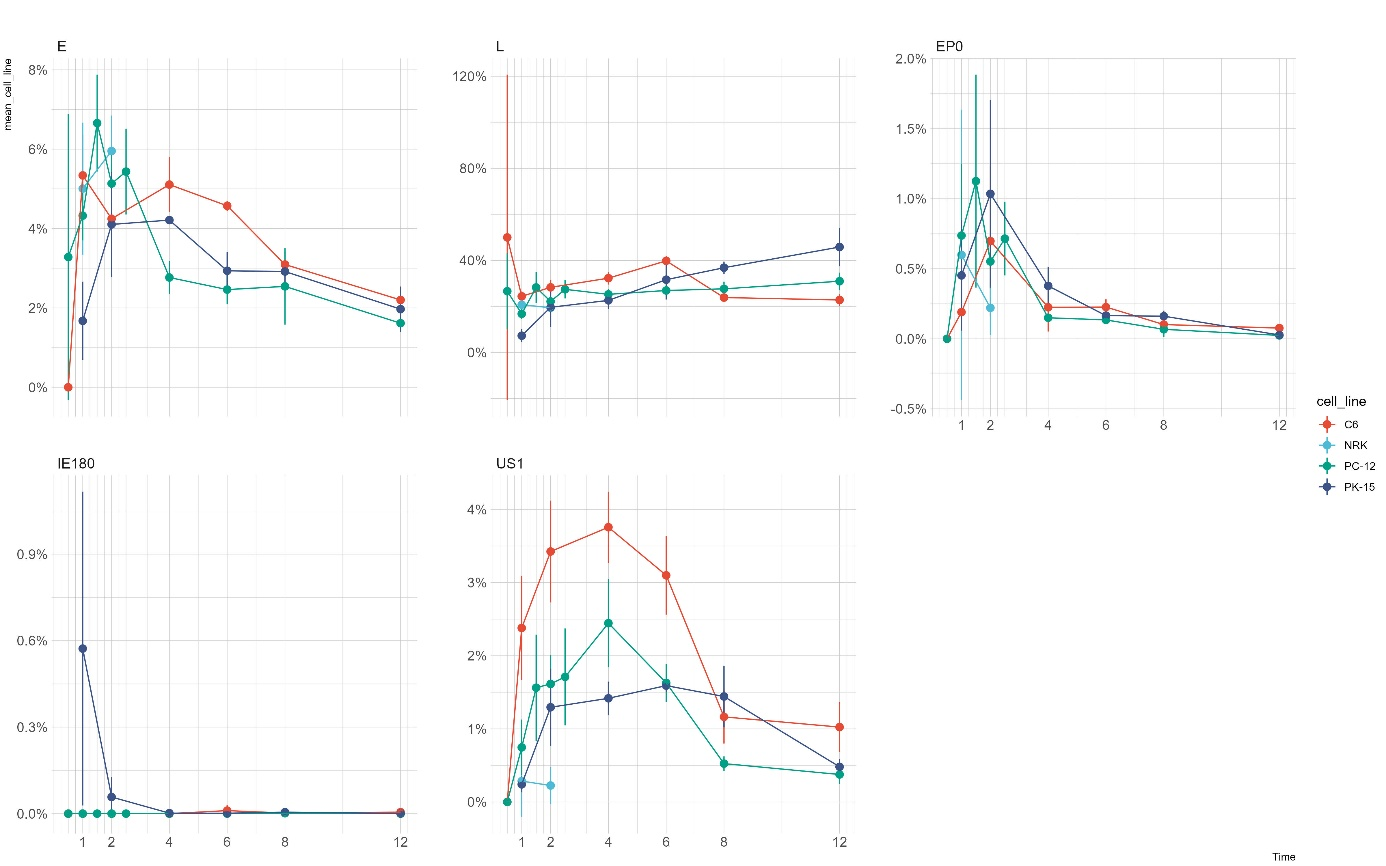 E
L
EP0
mean_cell_line
8%
6%
4%
2%
0%
120%
80%
40%
0%
2.0%
1.5%
1.0%
0.5%
0.0%
-0.5%
1 2 4 6 8 12
cell_line
C6
NRK
PC-12
PK-15
IE180
US1
0.9%
0.6%
0.3%
0.0%
4%
3%
2%
1%
0%
1 2 4 6 8 12
1 2 4 6 8 12
Time